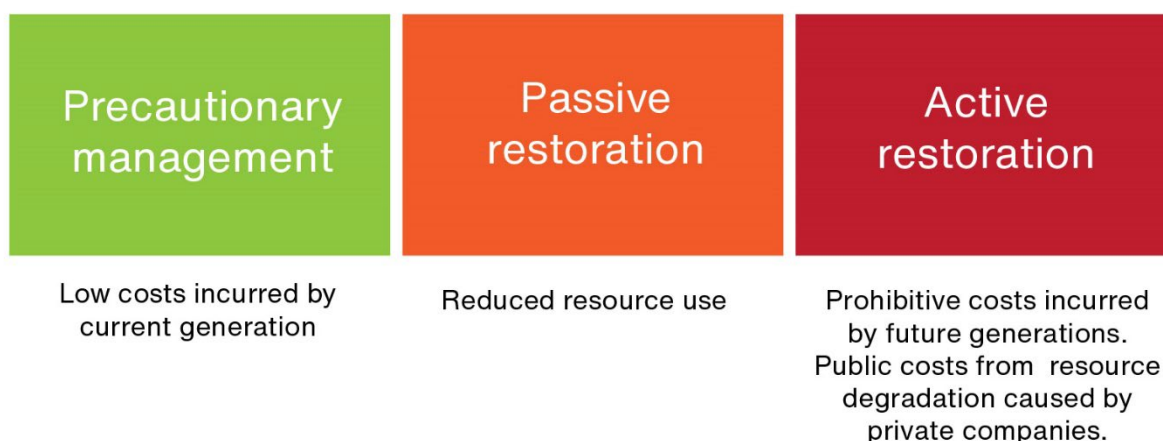 Precautionary
management
Passive
restoration
Active
restoration
Low costs incurred by
current generation
Reduced resource use
Prohibitive costs incurred
by future generations.
Public costs from  resource
degradation caused by
private companies.